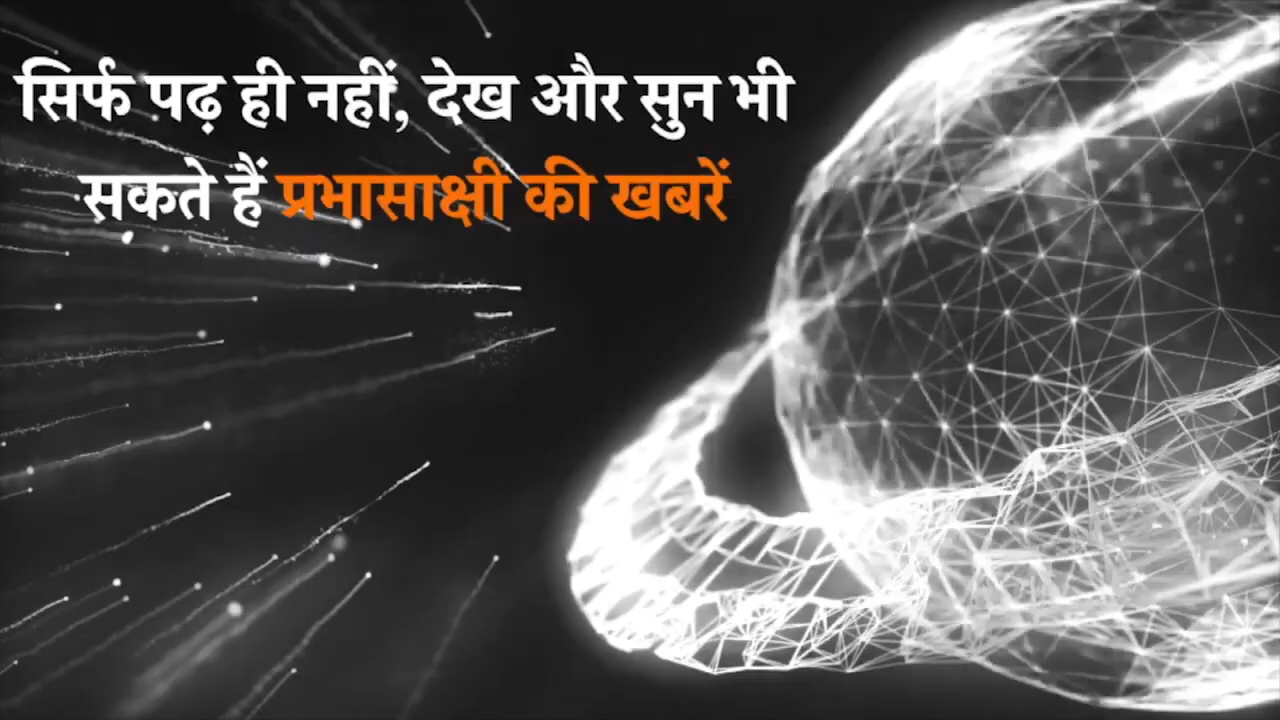 सिर्फ पढ़ ही नहीं, देख और सुन भी
सकते हैं प्रभासाक्षी की खबरें